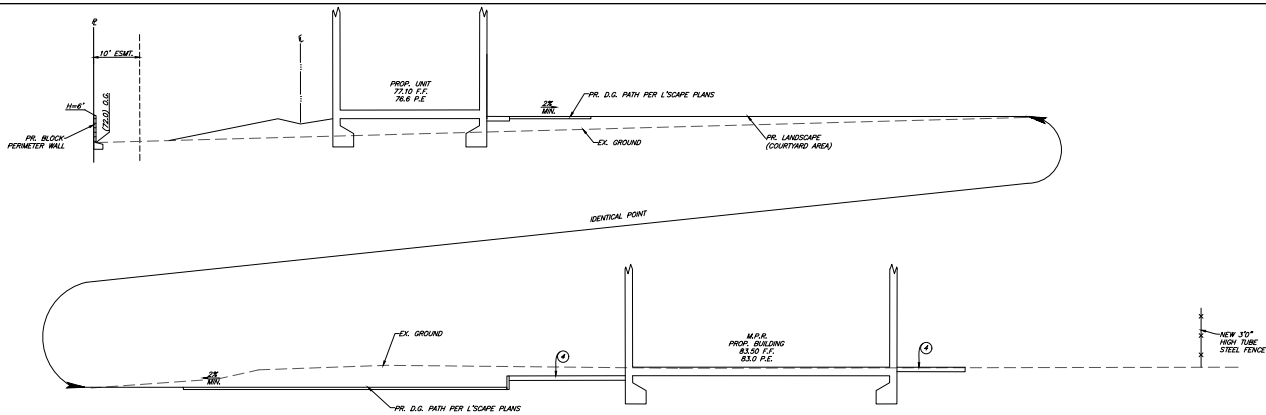 ℄
10' ESMT.
℄
H=6'
(72.0) O.G.
PR. BLOCK
PERIMETER WALL
PROP. UNIT
77.10 F.F.
76.6 P.E
2%
MIN.
PR. D.G. PATH PER L'SCAPE PLANS
EX. GROUND
PR. LANDSCAPE
(COURTYARD AREA)
IDENTICAL POINT
EX. GROUND
2%
MIN.
4
M.P.R.
PROP. BUILDING
83.50 F.F.
83.0 P.E.
4
NEW 3'0"
HIGH TUBE
STEEL FENCE
PR. D.G. PATH PER L'SCAPE PLANS